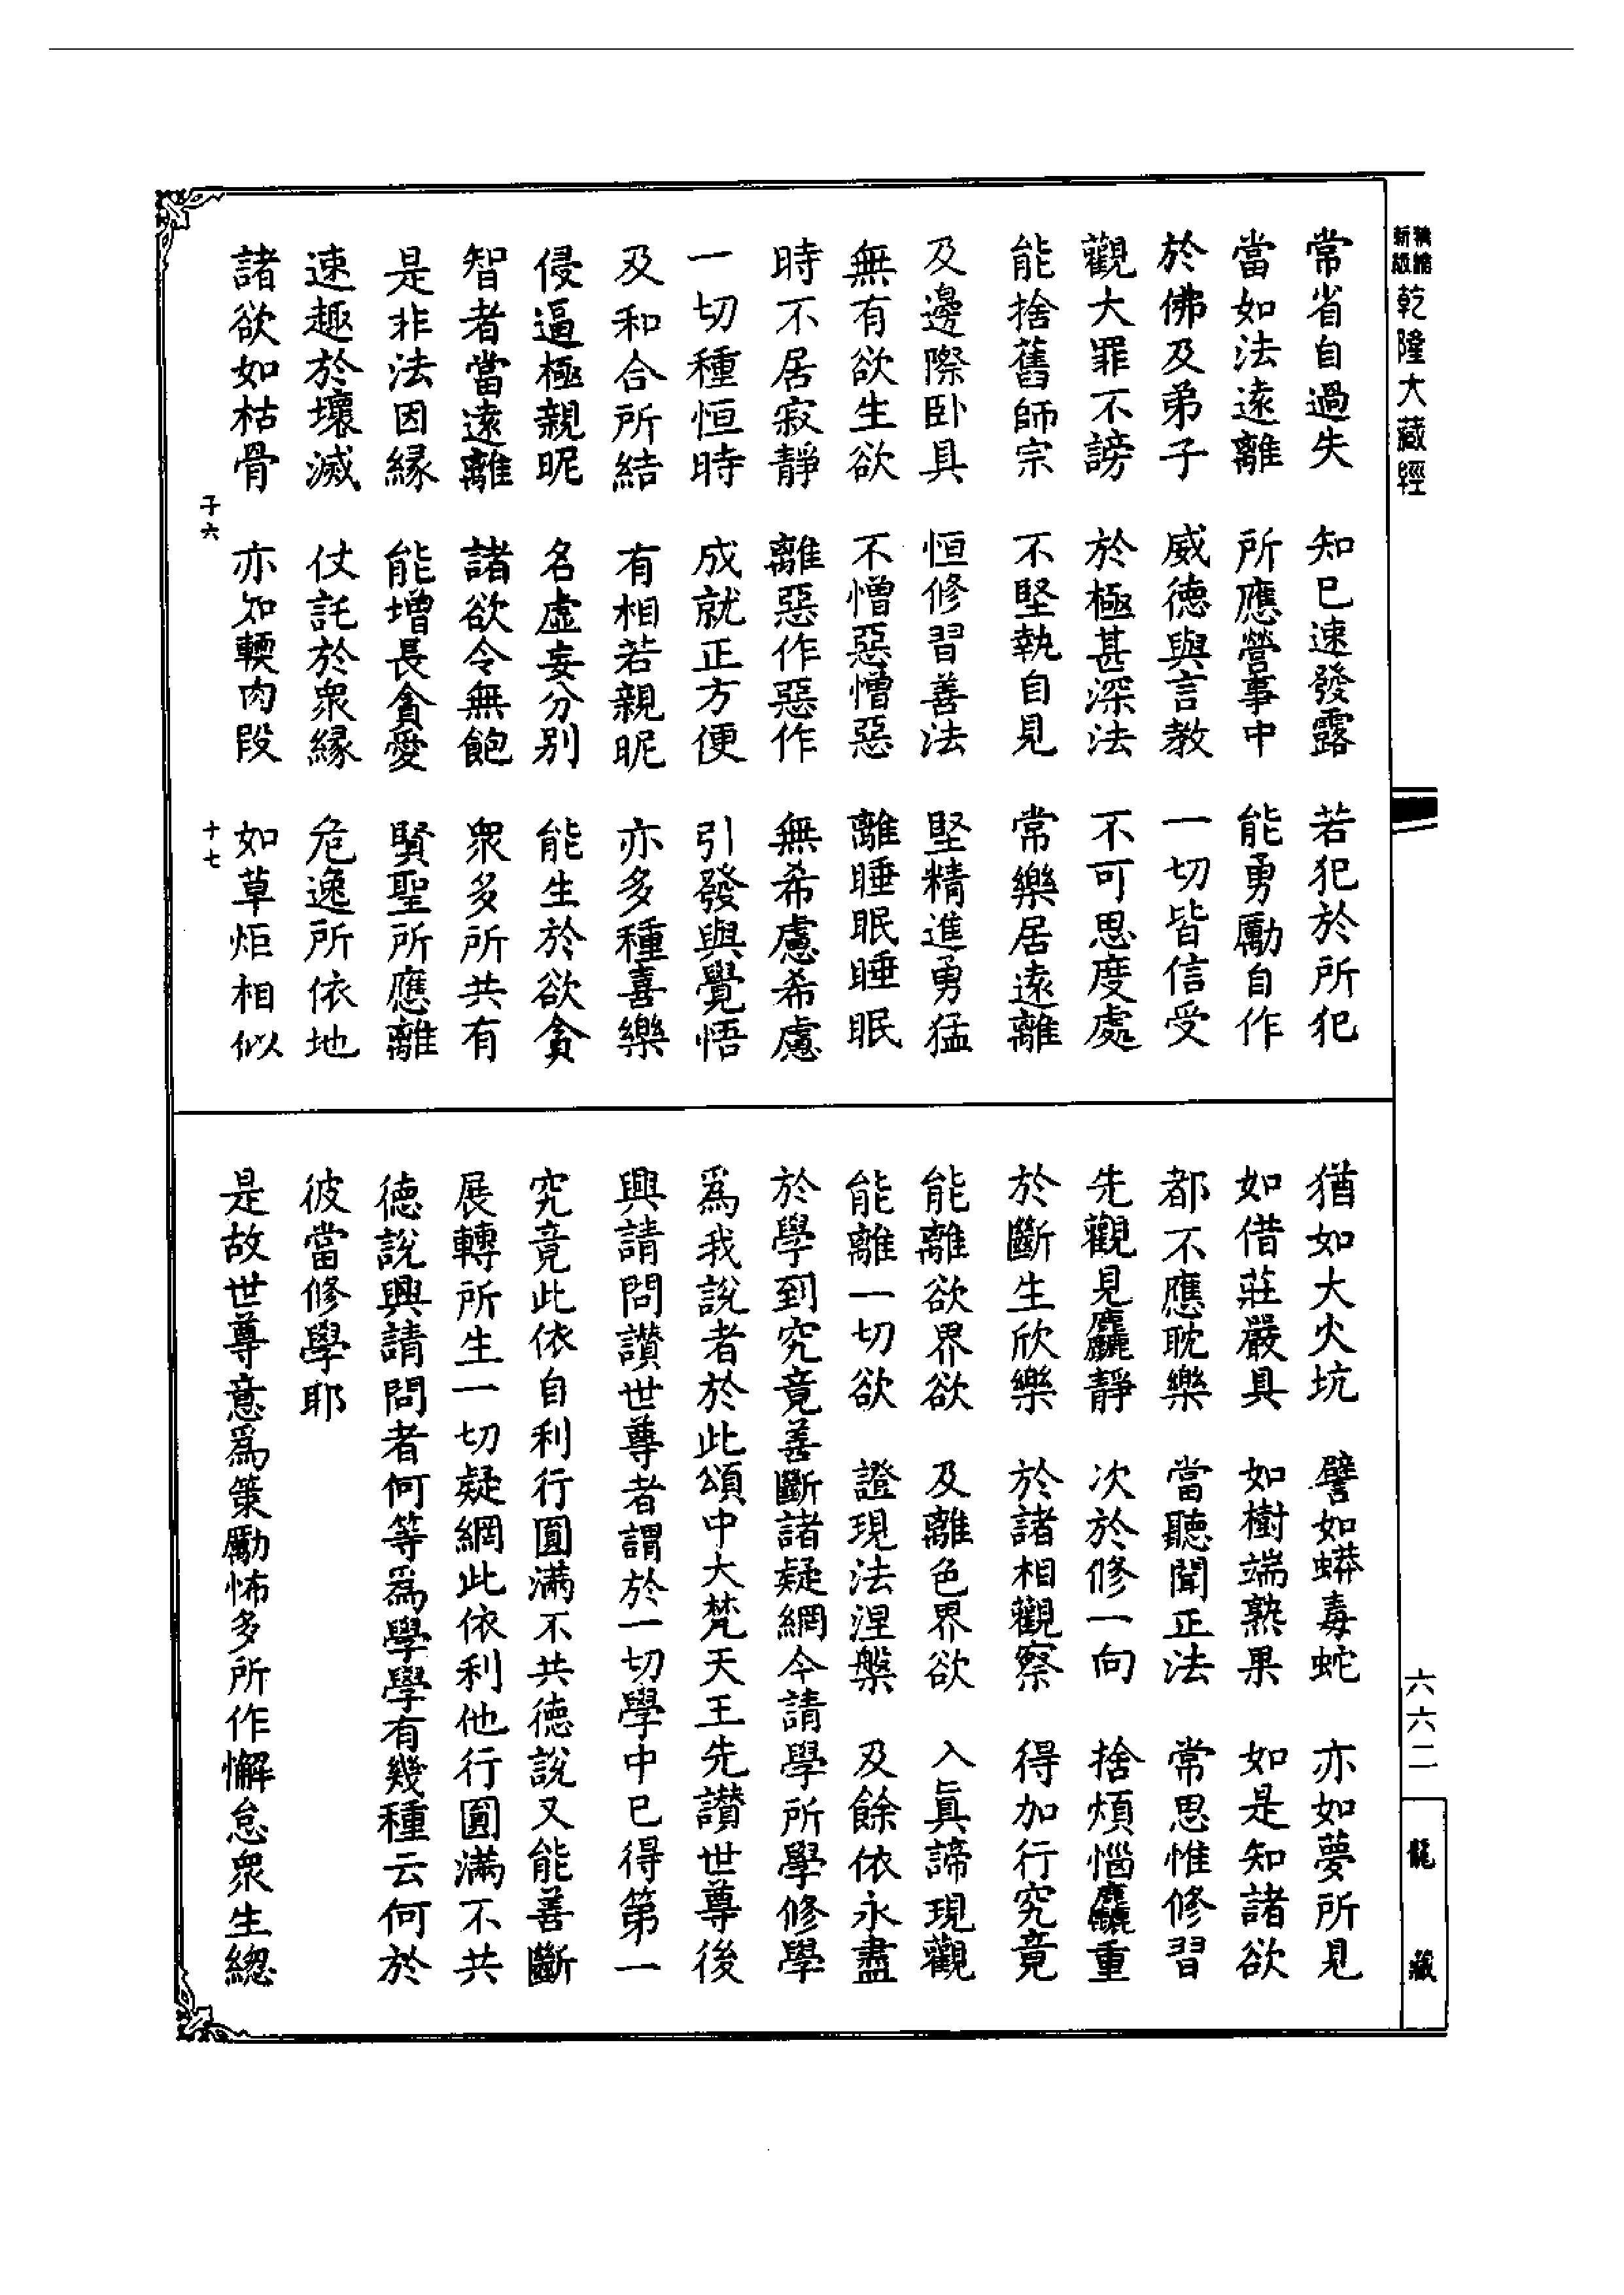 新編縮版乾隆大藏經
常省自過失　知已速發露　若犯於所犯
當如法遠離　所應營事中　能勇勵自作
於佛及弟子　威德與言教　一切皆信受
觀大罪不謗　於極甚深法　不可思度處
能捨舊師宗　不堅執自見　常樂居遠離
及邊際臥具　恒修習善法　堅精進勇猛
無有欲生欲　不憎惡憎惡　離睡眠睡眠
時不居寂靜　離惡作惡作　無希慮希慮
一切種恒時　成就正方便　引發與覺悟
及和合所結　有相若親昵　亦多種喜樂
侵逼極親昵　名虛妄分別　能生於欲貪
智者當遠離　諸欲令無飽　衆多所共有
是非法因緣　能增長貪愛　賢聖所應離
速趣於壞滅　仗託於衆緣　危逸所依地
諸欲如枯骨　亦如輭肉段　如草炬相似
子六　十七
猶如大火坑　譬如蟒毒蛇　亦如夢所見
如借莊嚴具　如樹端熟果　如是知諸欲
都不應耽樂　當聽聞正法　常思惟修習
先觀見麤靜　次於修一向　捨煩惱麤重
於斷生欣樂　於諸相觀察　得加行究竟
能離欲界欲　及離色界欲　入眞諦現觀
能離一切欲　證現法涅槃　及餘依永盡
於學到究竟善斷諸疑網今請學所學修學
爲我說者於此頌中大梵天王先讃世尊後
興請問讃世尊者謂於一切學中已得第一
究竟此依自利行圓滿不共德說又能善斷
展轉所生一切疑網此依利他行圓滿不共
德說興請問者何等爲學學有幾種云何於
彼當修學耶
是故世尊意爲策勵怖多所作懈怠衆生總
六六二
龍藏